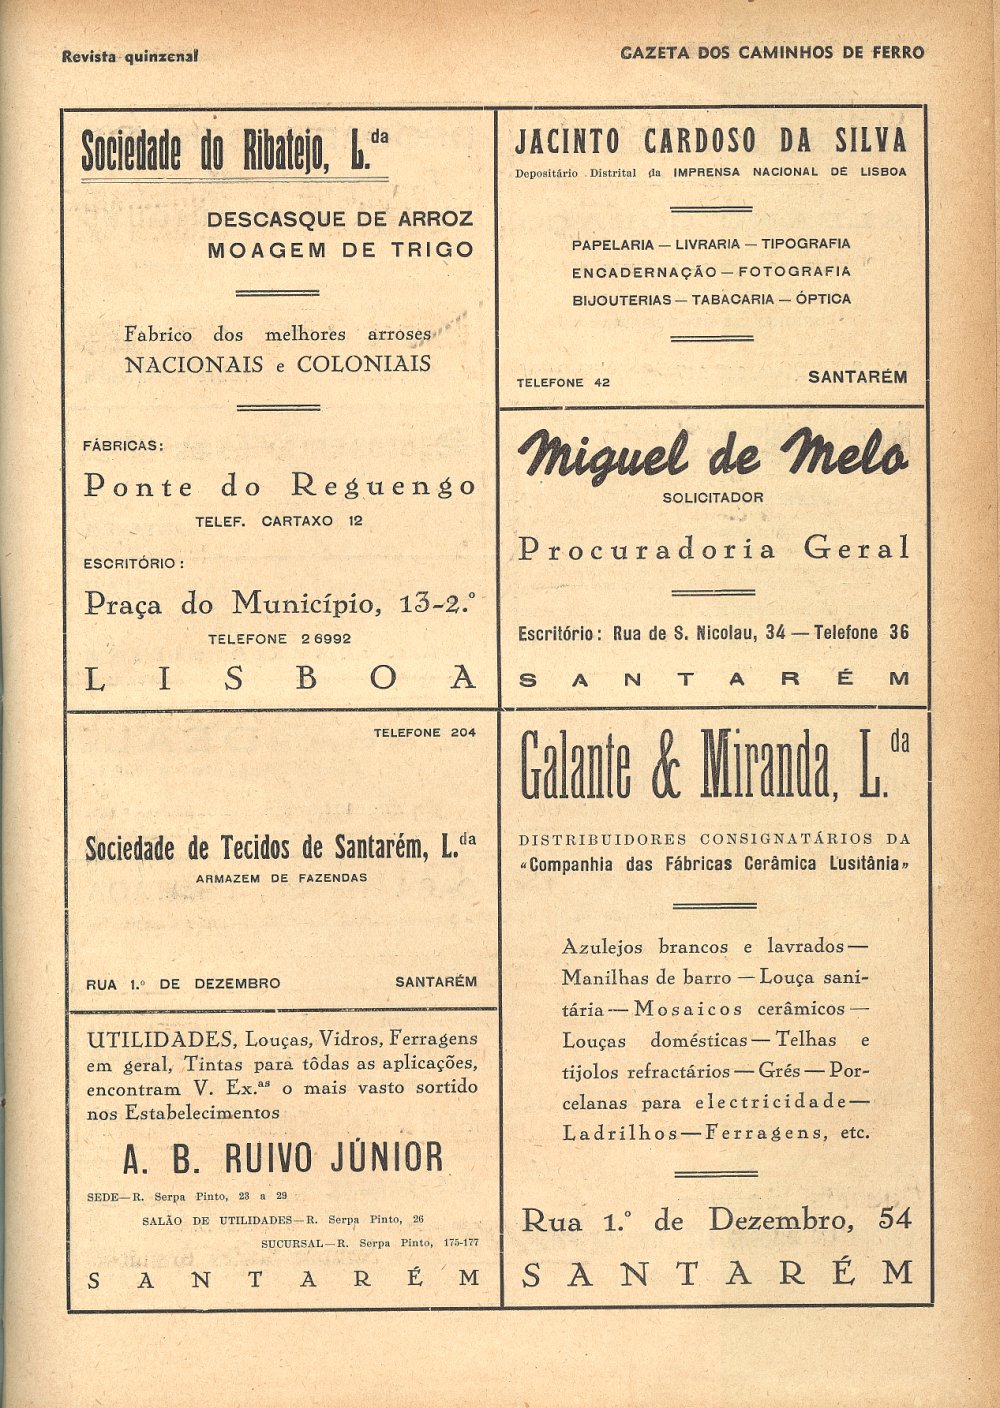 Revista quinzenal
GAZETA DOS CAMINHOS DE FERRO
Sociedade do Ribatejo, L.da
DESCASQUE DE ARROZ
MOAGEM DE TRIGO
Fabrico dos melhores arroses
NACIONAIS e COLONIAIS
FÁBRICAS:
Ponte do Reguengo
TELEF. CARTAXO 12
ESCRITÓRIO:
Praça do Município, 13-2.º
TELEFONE 26992
LISBOA
JACINTO CARDOSO DA SILVA
Depositário Distrital da IMPRENSA NACIONAL DE LISBOA
PAPELARIA — LIVRARIA — TIPOGRAFIA
ENCADERNAÇÃO — FOTOGRAFIA
BIJOUTERIAS — TABACARIA — ÓPTICA
TELEFONE 42 SANTARÉM
Miguel de Melo
SOLICITADOR
Procuradoria Geral
Escritório: Rua de S. Nicolau, 34 — Telefone 36
SANTARÉM
TELEFONE 204
Sociedade de Tecidos de Santarém, L.da
ARMAZEM DE FAZENDAS
RUA 1.º DE DEZEMBRO SANTARÉM
UTILIDADES, Louças, Vidros, Ferragens
em geral, Tintas para tôdas as aplicações,
encontram V. Ex.as o mais vasto sortido
nos Estabelecimentos
A. B. RUIVO JÚNIOR
SEDE—R. Serpa Pinto, 23 a 29
SALÃO DE UTILIDADES—R. Serpa Pinto, 26
SUCURSAL—R. Serpa Pinto, 175-177
SANTARÉM
Galante & Miranda, L.da
DISTRIBUIDORES CONSIGNATÁRIOS DA
«Companhia das Fábricas Cerâmica Lusitânia»
Azulejos brancos e lavrados —
Manilhas de barro — Louça sani-
tária — Mosaicos cerâmicos —
Louças domésticas — Telhas e
tijolos refractários — Grés — Por-
celanas para electricidade —
Ladrilhos — Ferragens, etc.
Rua 1.º de Dezembro, 54
SANTARÉM